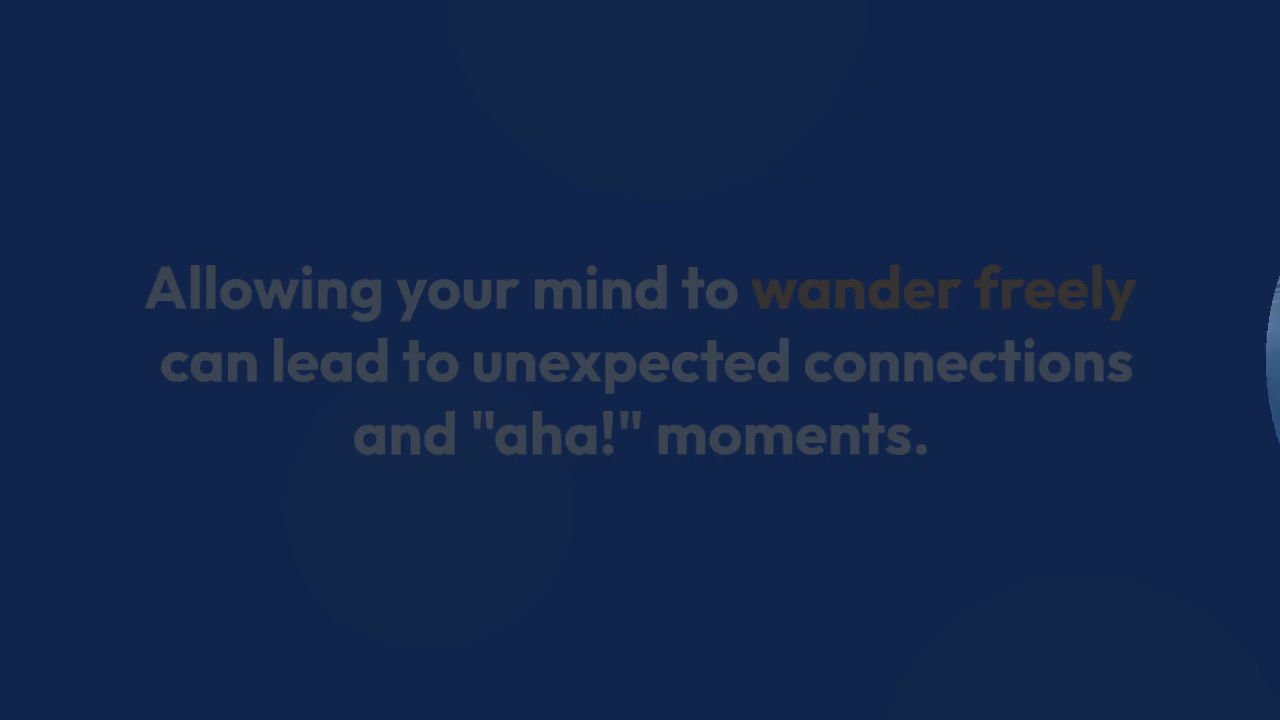 Allowing your mind to wander freely
can lead to unexpected connections
and "aha!" moments.